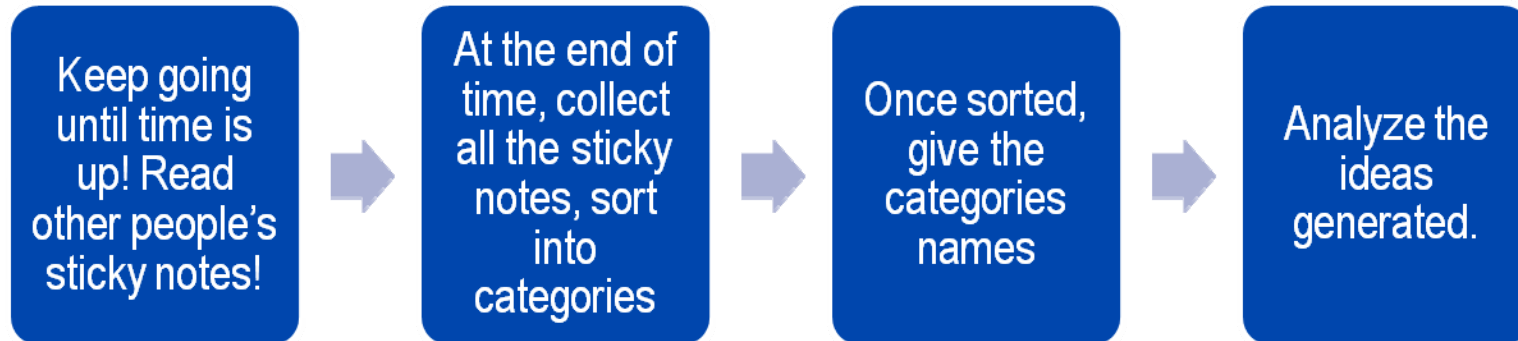 Keep going
until time is
up! Read
other people’s
sticky notes!
At the end of
time, collect
all the sticky
notes, sort
into
categories
Once sorted,
give the
categories
names
Analyze the
ideas
generated.